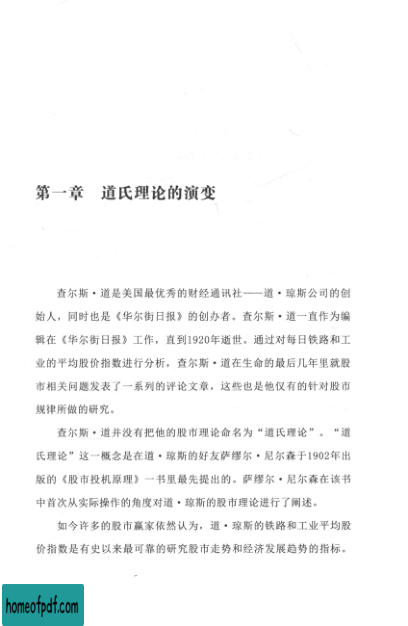 第一章 道氏理论的演变
查尔斯·道是美国最优秀的财经通讯社——道·琼斯公司的创
始人，同时也是《华尔街日报》的创办者。查尔斯·道一直作为编
辑在《华尔街日报》工作，直到1920年逝世。通过对每日铁路和工
业的平均股价指数进行分析，查尔斯·道在生命的最后几年里就股
市相关问题发表了一系列的评论文章，这些也是他仅有的针对股市
规律所做的研究。
查尔斯·道并没有把他的股市理论命名为“道氏理论”。“道
氏理论”这一概念是在道·琼斯的好友萨缪尔·尼尔森于1902年出
版的《股市投机原理》一书里最先提出的。萨缪尔·尼尔森在该书
中首次从实际操作的角度对道·琼斯的股市理论进行了阐述。
如今许多的股市赢家依然认为，道·琼斯的铁路和工业平均股
价指数是有史以来最可靠的研究股市走势和经济发展趋势的指标。
homeofpdf.com